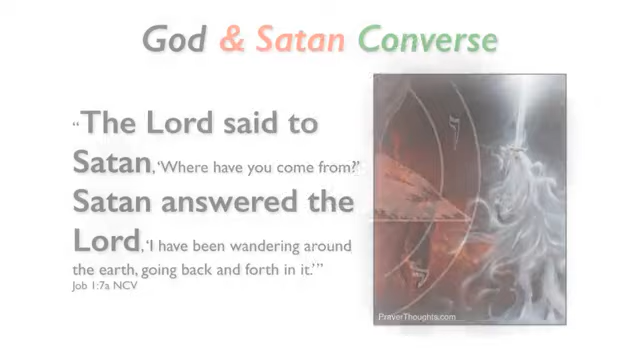 God & Satan Converse
“The Lord said to
Satan, ‘Where have you come from?’
Satan answered the
Lord, ‘I have been wandering around
the earth, going back and forth in it.’”
Job 1:7a NCV
PrayerThoughts.com